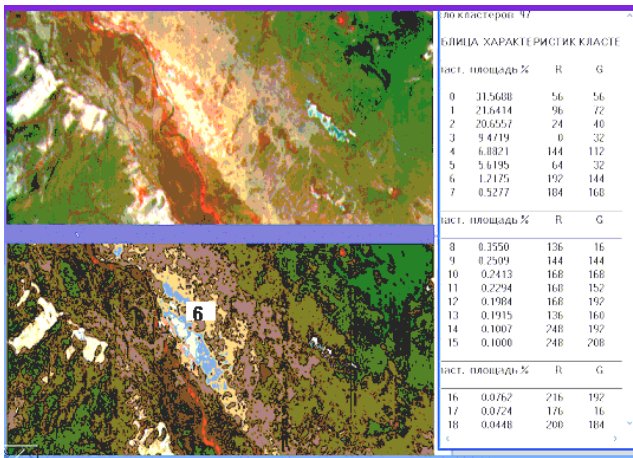 ло кластеров 47
БЛИЦА ХАРАКТЕРИСТИК КЛАСТЕ
ласт. площадь % R G
0 31.5688 56 56
1 21.6414 96 72
2 20.6557 24 40
3 9.4719 0 32
4 6.8821 144 112
5 5.6195 64 32
6 1.2175 192 144
7 0.5277 184 168
ласт. площадь % R G
8 0.3550 136 16
9 0.2509 144 144
10 0.2413 168 168
11 0.2294 168 152
12 0.1984 168 192
13 0.1915 136 160
14 0.1007 248 192
15 0.1000 248 208
ласт. площадь % R G
16 0.0762 216 192
17 0.0724 176 16
18 0.0448 200 184
6